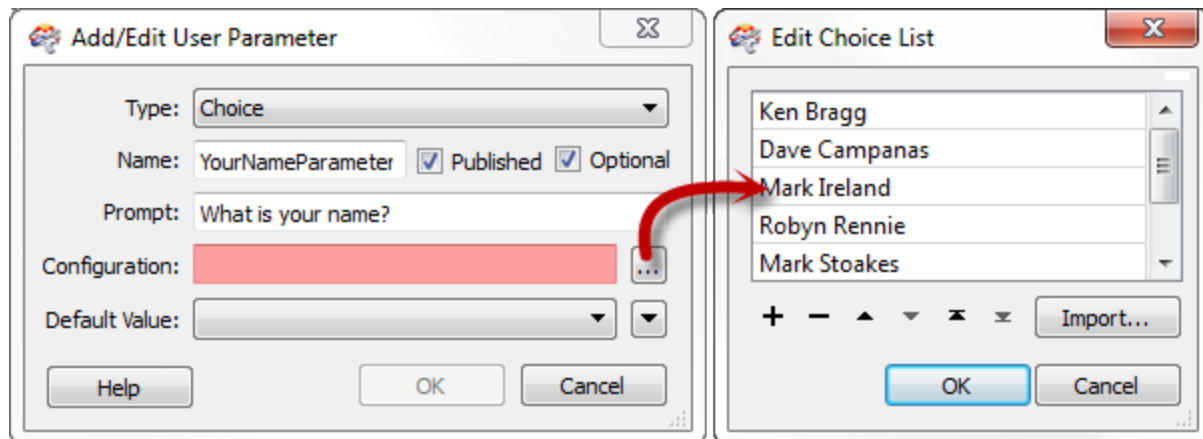 Add/Edit User Parameter
Type: Choice
Name: YourNameParameter Published Optional
Prompt: What is your name?
Configuration: ...
Default Value:
Help OK Cancel
Edit Choice List
Ken Bragg
Dave Campanas
Mark Ireland
Robyn Rennie
Mark Stoakes
Import...
OK Cancel